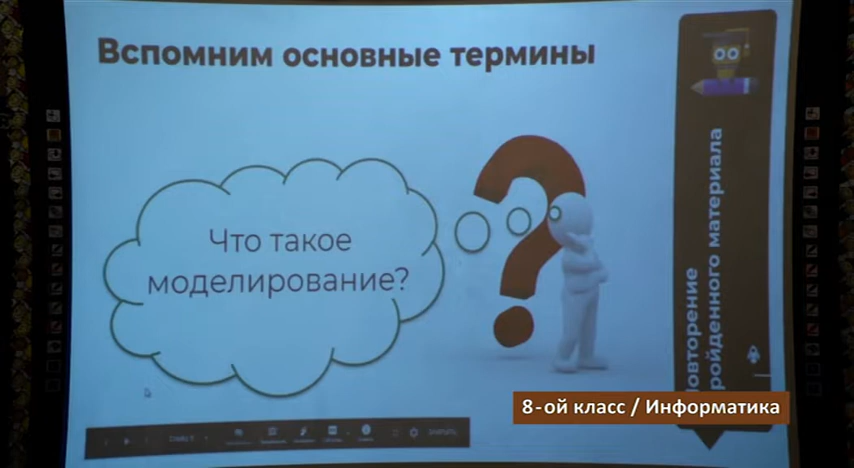 Вспомним основные термины
Что такое
моделирование?
Повторение
пройденного материала
8-ой класс / Информатика